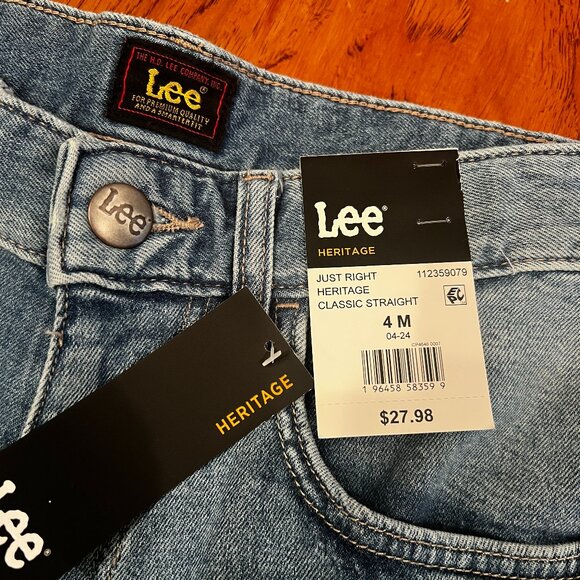 THE H.D. LEE COMPANY, INC.
Lee®
FOR PREMIUM QUALITY
AND A SMARTER FIT
Lee
Lee®
HERITAGE
JUST RIGHT 112359079
HERITAGE
CLASSIC STRAIGHT
4 M
04-24
1 96458 58359 9
$27.98
HERITAGE
Lee